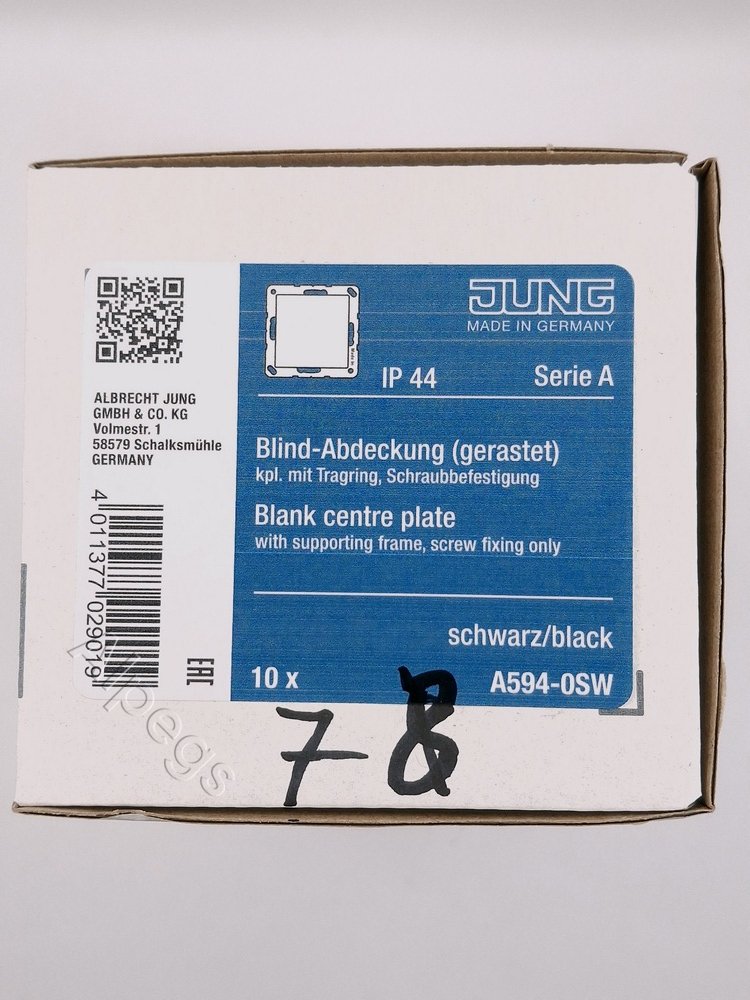 JUNG
MADE IN GERMANY
IP 44
Serie A
ALBRECHT JUNG
GMBH & CO. KG
Volmestr. 1
58579 Schalksmühle
GERMANY
Blind-Abdeckung (gerastet)
kpl. mit Tragring, Schraubbefestigung
Blank centre plate
with supporting frame, screw fixing only
4 011377 029019
EAC
schwarz/black
10 x
A594-0SW
7-8
Alpegs